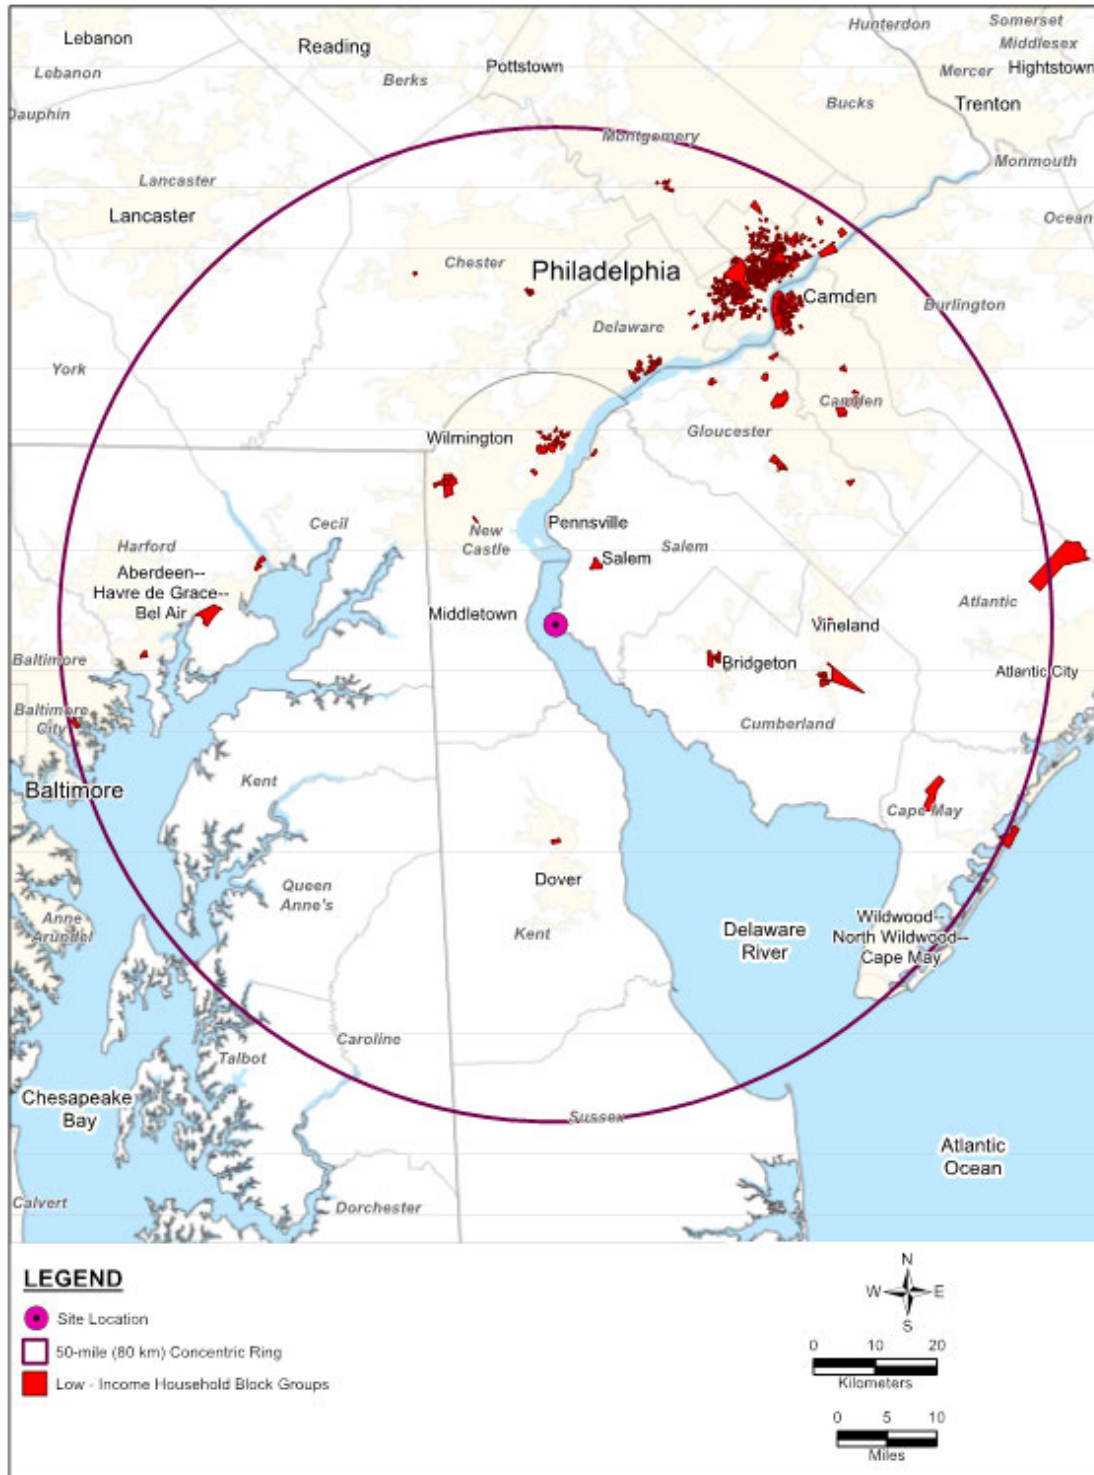 Hunterdon
Somerset
Lebanon
Reading
Middlesex
Lebanon
Berks
Pottstown
Mercer
Hightstown
Dauphin
Bucks
Trenton
Montgomery
Monmouth
Lancaster
Lancaster
Ocean
Chester
Philadelphia
Camden
Burlington
Delaware
York
Camden
Wilmington
Gloucester
Cecil
Pennsville
New
Castle
Harford
Salem
Salem
Aberdeen--
Havre de Grace--
Bel Air
Middletown
Atlantic
Vineland
Baltimore
Bridgeton
Atlantic City
Baltimore
City
Cumberland
Baltimore
Kent
Cape May
Dover
Queen
Anne's
Anne
Arundel
Kent
Delaware
River
Wildwood--
North Wildwood--
Cape May
Caroline
Talbot
Chesapeake
Bay
Sussex
Atlantic
Ocean
Calvert
Dorchester
LEGEND
Site Location
50-mile (80 km) Concentric Ring
Low - Income Household Block Groups
N
W
E
S
0 10 20
Kilometers
0 5 10
Miles